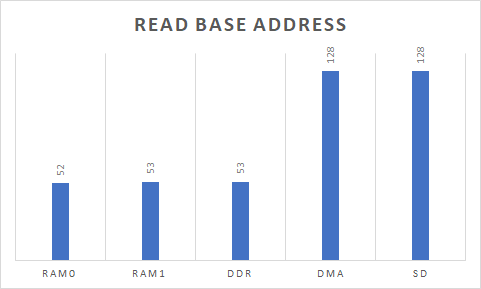 READ BASE ADDRESS
52
53
53
128
128
RAM0
RAM1
DDR
DMA
SD